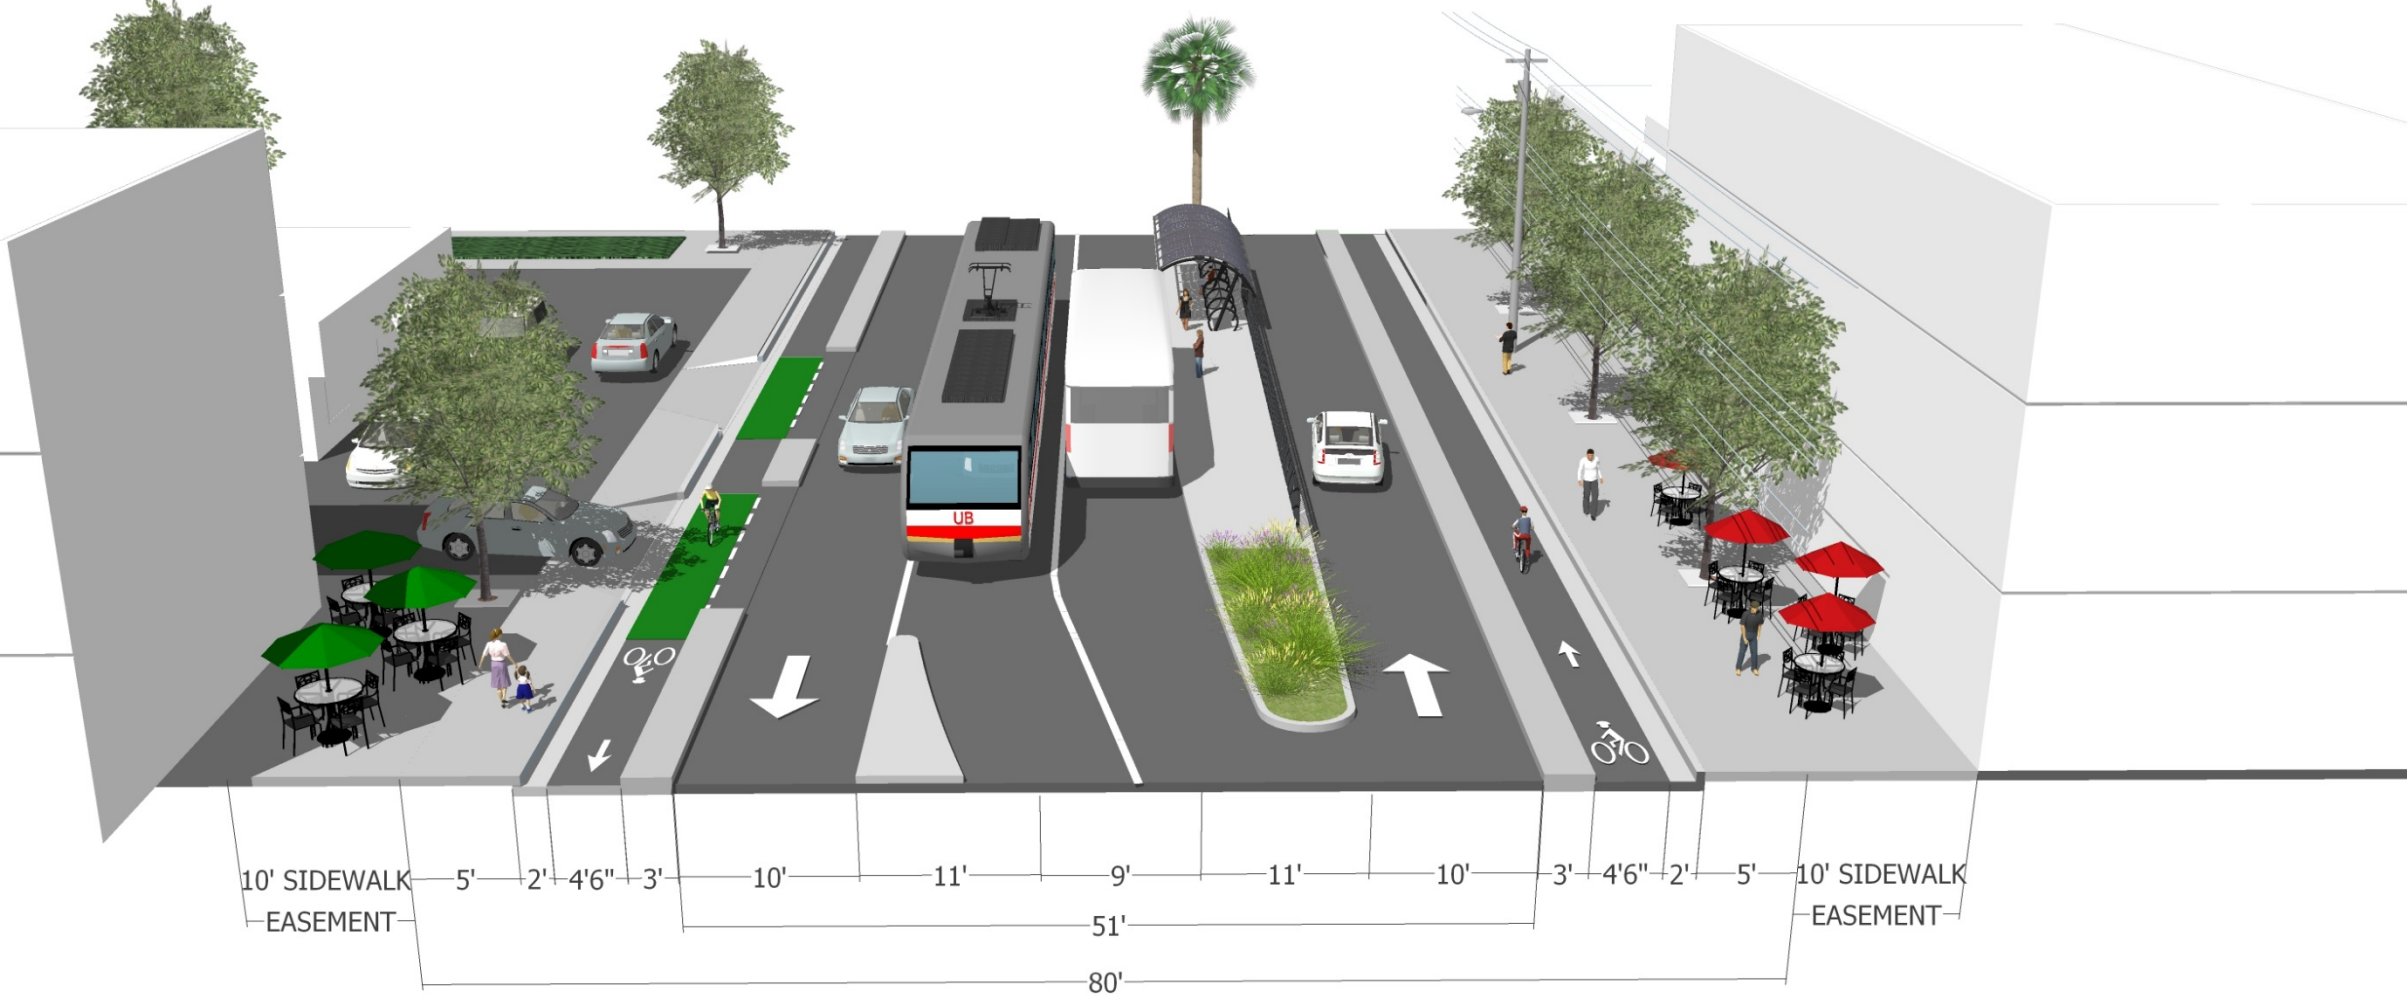 UB
10' SIDEWALK 5' 2' 4'6" 3' 10' 11' 9' 11' 10' 3' 4'6" 2' 5' 10' SIDEWALK
EASEMENT EASEMENT
51'
80'